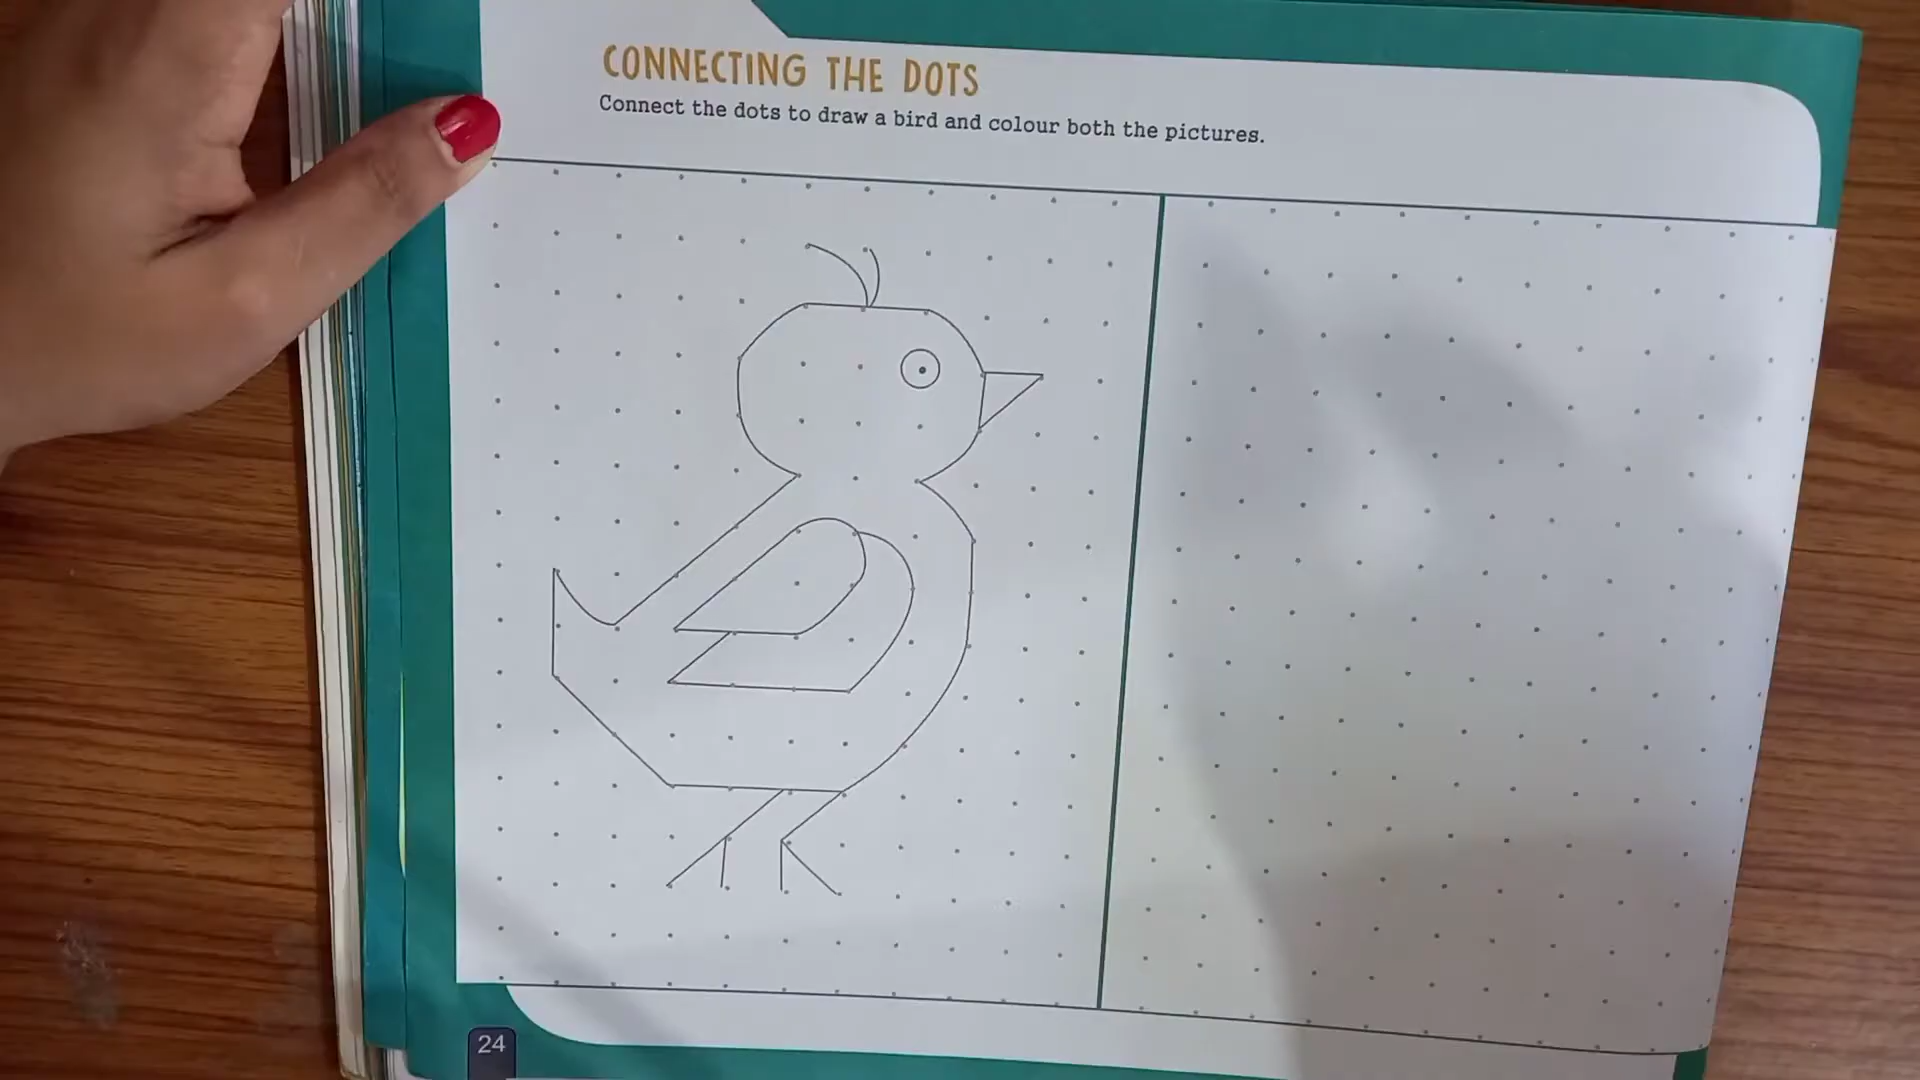 CONNECTING THE DOTS
Connect the dots to draw a bird and colour both the pictures.
24